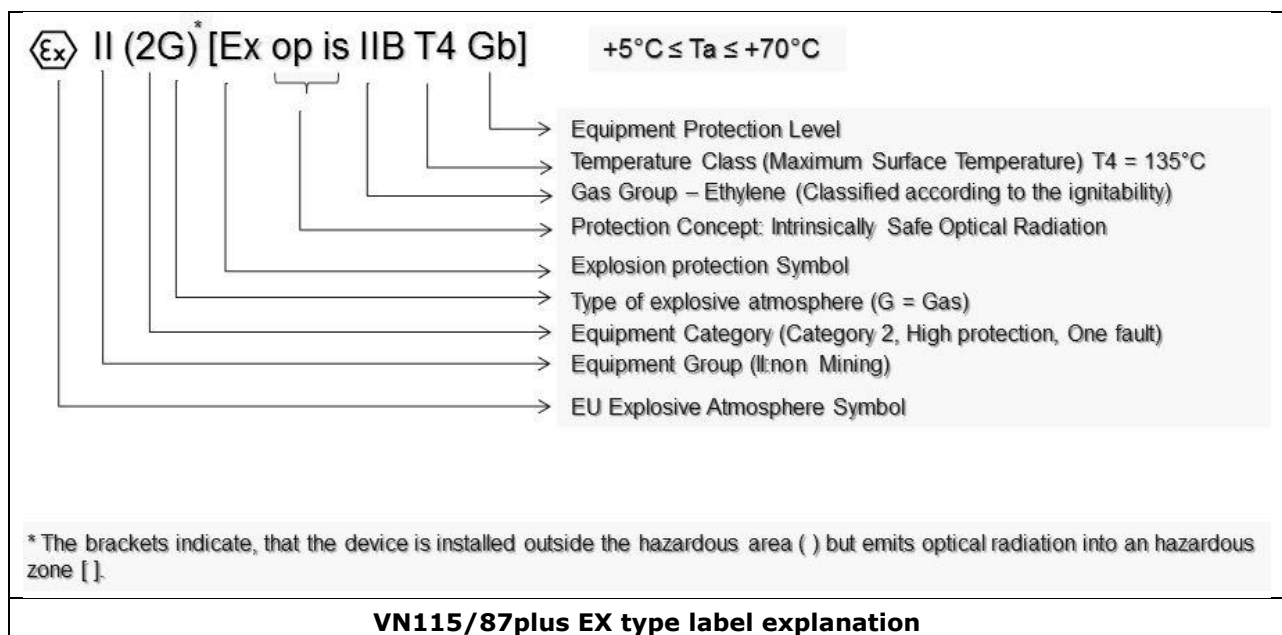 Ex II (2G)* [Ex op is IIB T4 Gb] +5°C ≤ Ta ≤ +70°C
Equipment Protection Level
Temperature Class (Maximum Surface Temperature) T4 = 135°C
Gas Group – Ethylene (Classified according to the ignitability)
Protection Concept: Intrinsically Safe Optical Radiation
Explosion protection Symbol
Type of explosive atmosphere (G = Gas)
Equipment Category (Category 2, High protection, One fault)
Equipment Group (II:non Mining)
EU Explosive Atmosphere Symbol
* The brackets indicate, that the device is installed outside the hazardous area ( ) but emits optical radiation into an hazardous
zone [ ].
VN115/87plus EX type label explanation